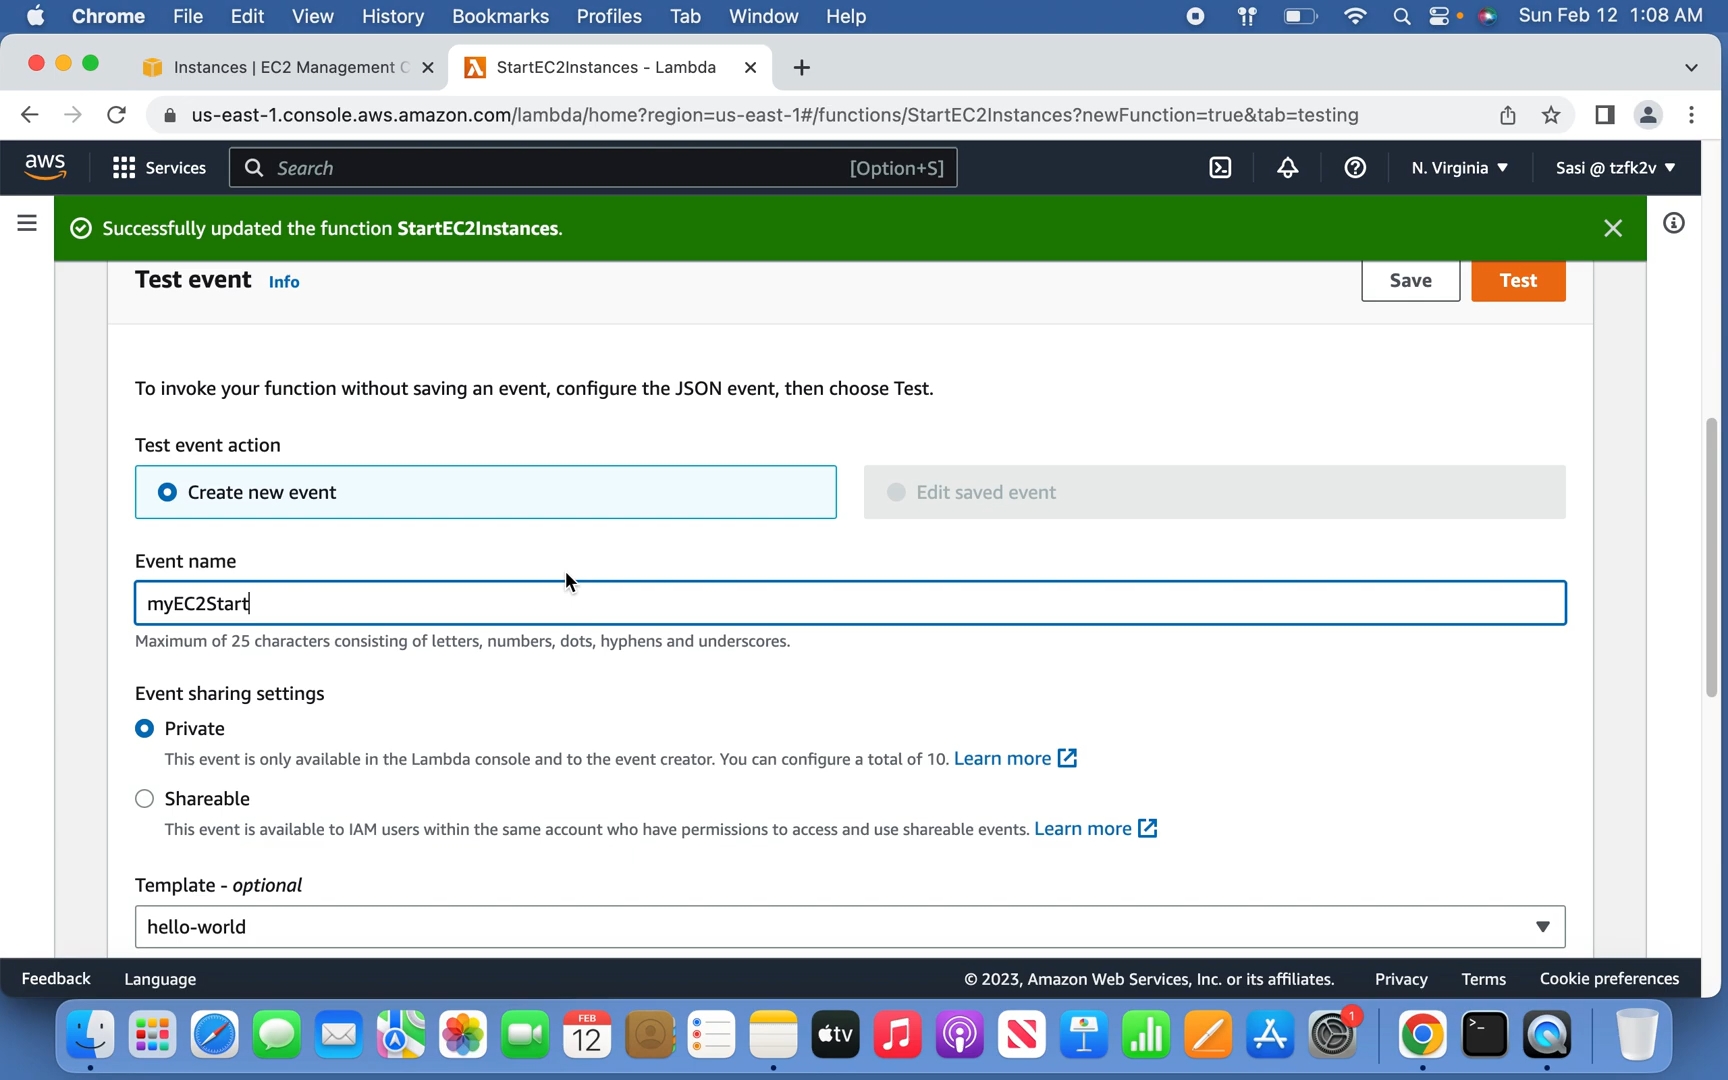 Chrome File Edit View History Bookmarks Profiles Tab Window Help Sun Feb 12 1:08 AM
Instances | EC2 Management C StartEC2Instances - Lambda
us-east-1.console.aws.amazon.com/lambda/home?region=us-east-1#/functions/StartEC2Instances?newFunction=true&tab=testing
aws Services Search [Option+S] N. Virginia Sasi @ tzfk2v
Successfully updated the function StartEC2Instances.
Test event Info Save Test
To invoke your function without saving an event, configure the JSON event, then choose Test.
Test event action
Create new event Edit saved event
Event name
myEC2Start
Maximum of 25 characters consisting of letters, numbers, dots, hyphens and underscores.
Event sharing settings
Private
This event is only available in the Lambda console and to the event creator. You can configure a total of 10. Learn more
Shareable
This event is available to IAM users within the same account who have permissions to access and use shareable events. Learn more
Template - optional
hello-world
Feedback Language © 2023, Amazon Web Services, Inc. or its affiliates. Privacy Terms Cookie preferences
FEB
12
tv
1